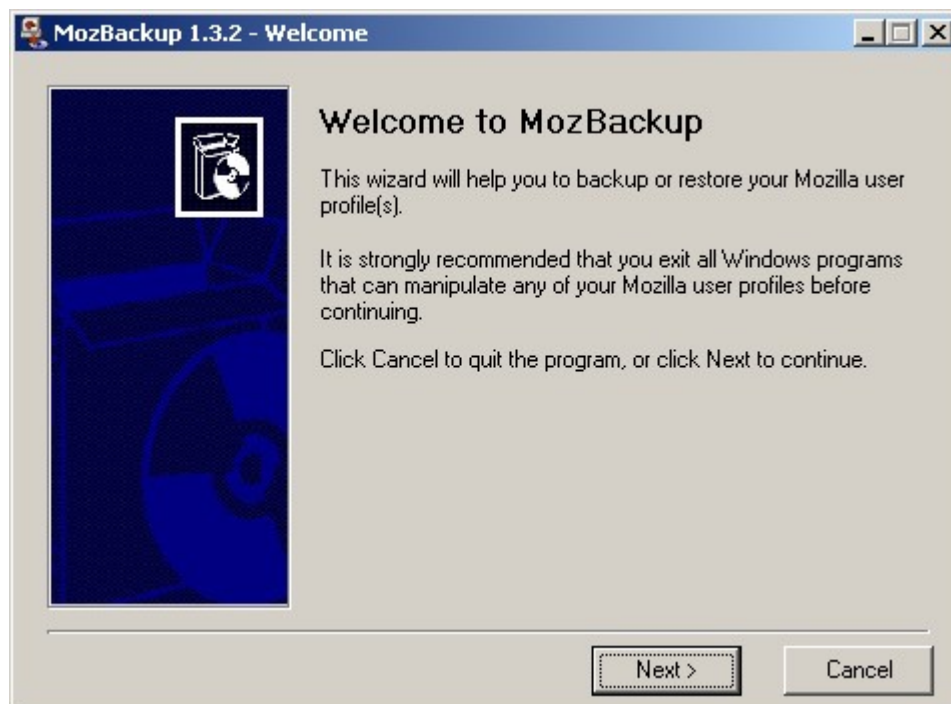 MozBackup 1.3.2 - Welcome
Welcome to MozBackup
This wizard will help you to backup or restore your Mozilla user
profile(s).
It is strongly recommended that you exit all Windows programs
that can manipulate any of your Mozilla user profiles before
continuing.
Click Cancel to quit the program, or click Next to continue.
Next >
Cancel